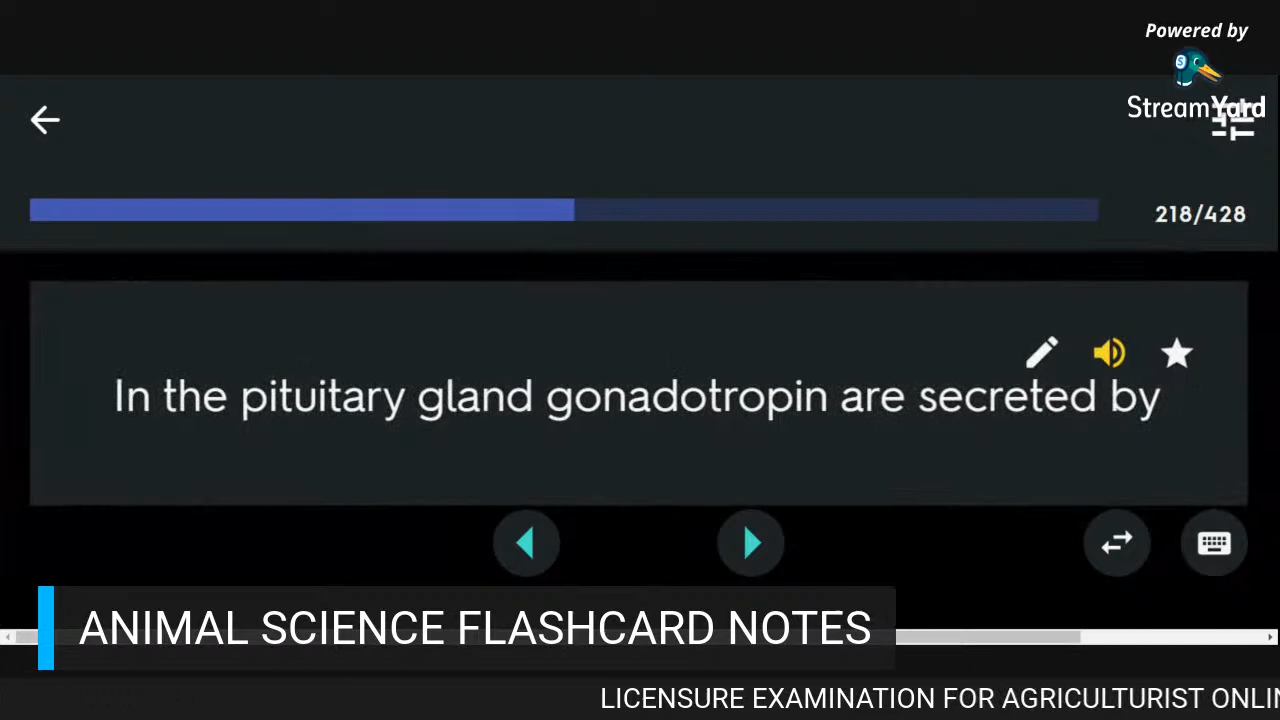 Powered by
StreamYard
218/428
In the pituitary gland gonadotropin are secreted by
ANIMAL SCIENCE FLASHCARD NOTES
LICENSURE EXAMINATION FOR AGRICULTURIST ONLI